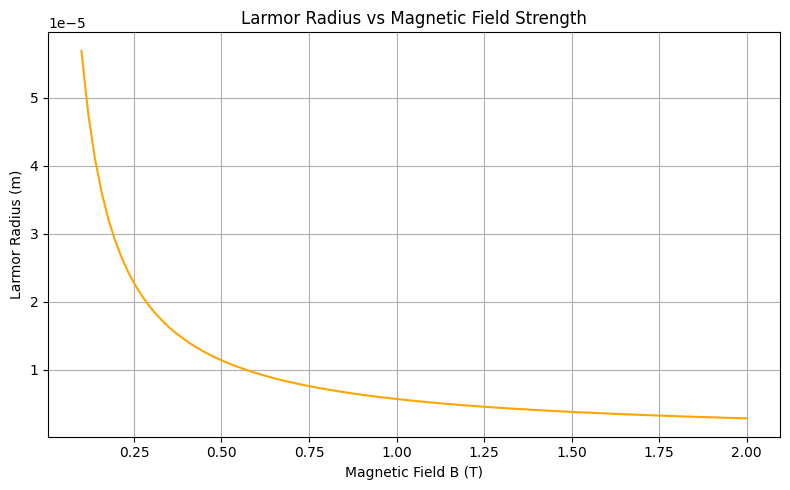 Larmor Radius vs Magnetic Field Strength
1e−5
5
4
3
2
1
Larmor Radius (m)
0.25 0.50 0.75 1.00 1.25 1.50 1.75 2.00
Magnetic Field B (T)